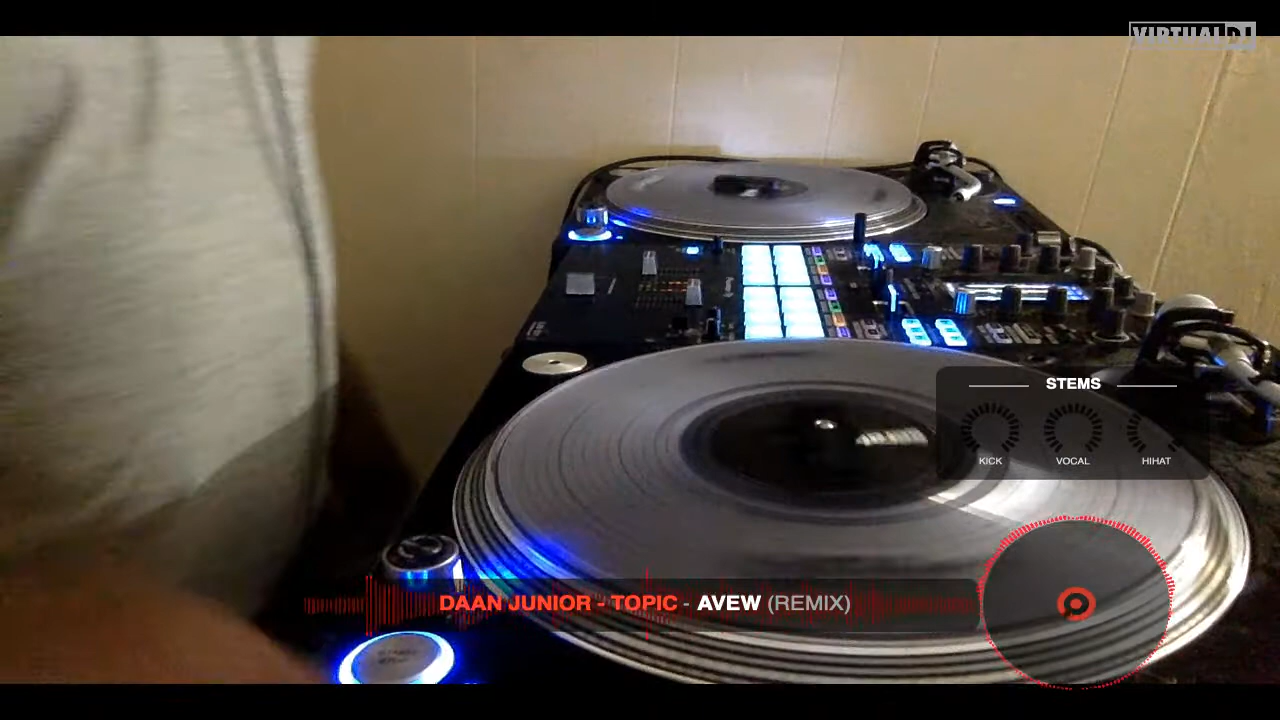 VIRTUAL DJ
STEMS
KICK VOCAL HIHAT
DAAN JUNIOR - TOPIC - AVEW (REMIX)